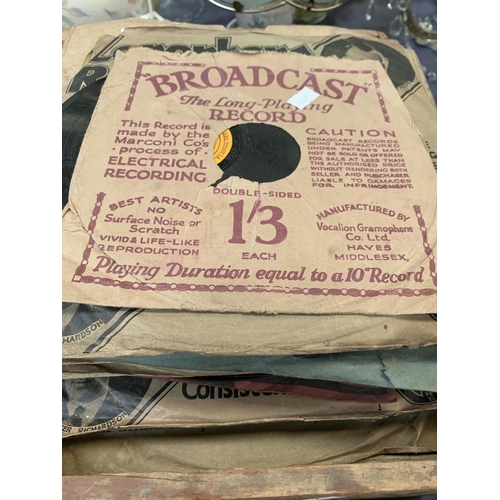 "BROADCAST"
The Long-Playing
RECORD
This Record is
made by the
Marconi Co's
process of
ELECTRICAL
RECORDING
CAUTION
BROADCAST RECORDS
BEING MANUFACTURED
UNDER PATENTS MAY
NOT BE SOLD OR OFFERED
FOR SALE AT LESS THAN
THE AUTHORISED PRICE
WITHOUT RENDERING BOTH
SELLER, AND PURCHASER
LIABLE TO DAMAGES
FOR INFRINGEMENT
DOUBLE-SIDED
1/3
EACH
BEST ARTISTS
NO
Surface Noise or
Scratch
VIVID & LIFE-LIKE
REPRODUCTION
MANUFACTURED BY
Vocalion Gramophone
Co. Ltd.
HAYES
MIDDLESEX,
Playing Duration equal to a 10" Record
RICHARDSON
Consiste
RICHARDSON